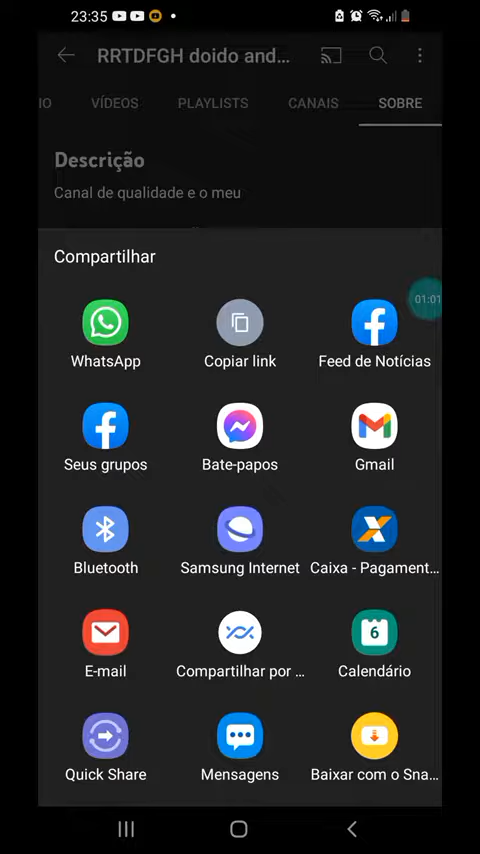 23:35
RRTDFGH doido and...
IO VÍDEOS PLAYLISTS CANAIS SOBRE
Descrição
Canal de qualidade e o meu
Compartilhar
01:01
WhatsApp Copiar link Feed de Notícias
Seus grupos Bate-papos Gmail
Bluetooth Samsung Internet Caixa - Pagament...
6
E-mail Compartilhar por ... Calendário
Quick Share Mensagens Baixar com o Sna...